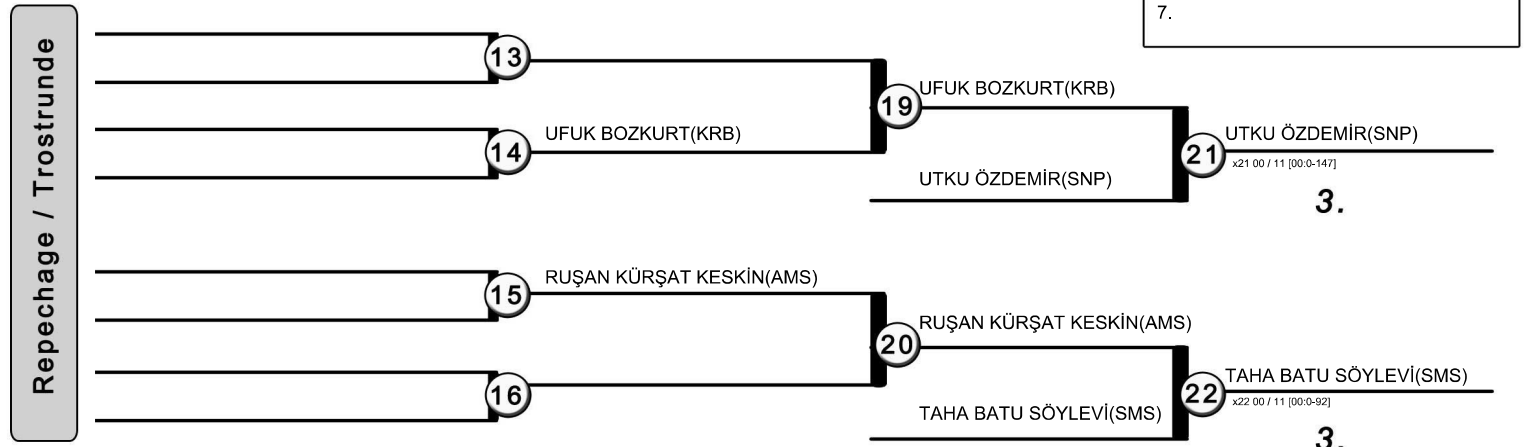 Repechage / Trostrunde
7.
13
UFUK BOZKURT(KRB)
19
UTKU ÖZDEMİR(SNP)
14
UFUK BOZKURT(KRB)
21
x21 00 / 11 [00:0-147]
UTKU ÖZDEMİR(SNP)
3.
15
RUŞAN KÜRŞAT KESKİN(AMS)
20
RUŞAN KÜRŞAT KESKİN(AMS)
TAHA BATU SÖYLEVİ(SMS)
22
x22 00 / 11 [00:0-92]
16
TAHA BATU SÖYLEVİ(SMS)
3.